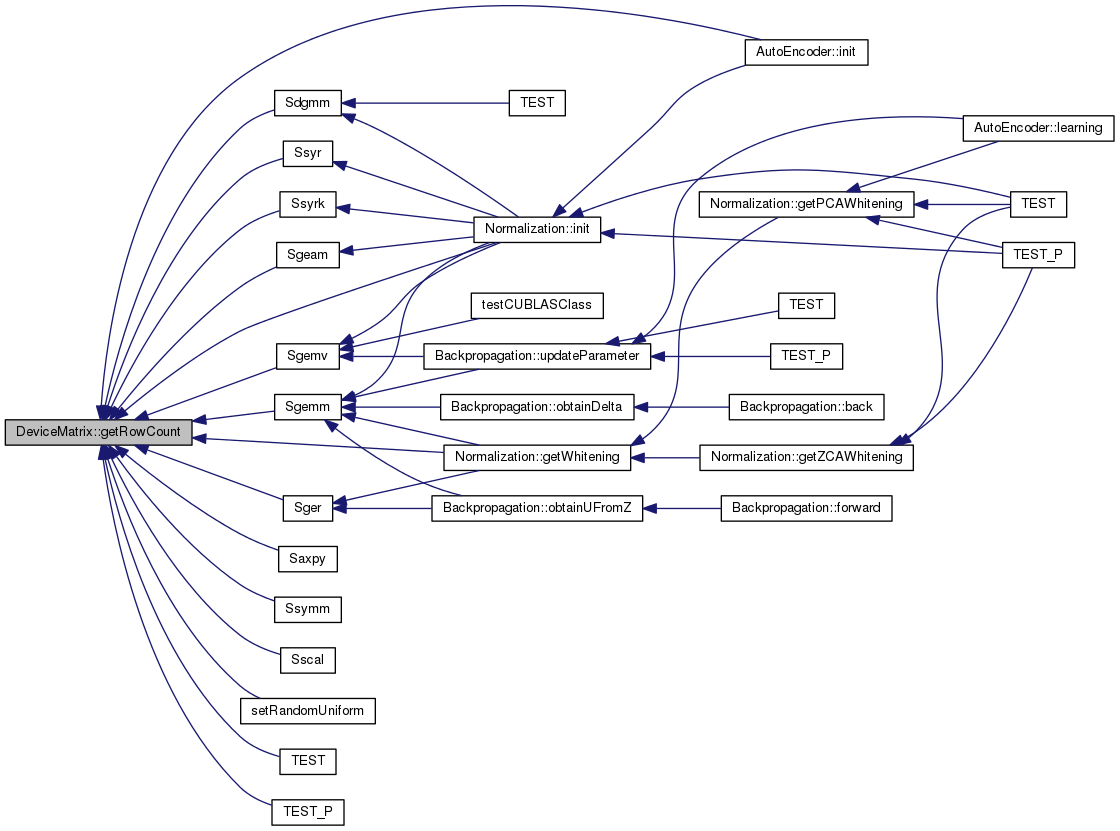 AutoEncoder::init
Sdgmm
TEST
AutoEncoder::learning
Ssyr
Ssyrk
Normalization::getPCAWhitening
TEST
Normalization::init
Sgeam
TEST_P
testCUBLASClass
TEST
Sgemv
Backpropagation::updateParameter
TEST_P
Sgemm
Backpropagation::obtainDelta
Backpropagation::back
DeviceMatrix::getRowCount
Normalization::getWhitening
Normalization::getZCAWhitening
Sger
Backpropagation::obtainUFromZ
Backpropagation::forward
Saxpy
Ssymm
Sscal
setRandomUniform
TEST
TEST_P